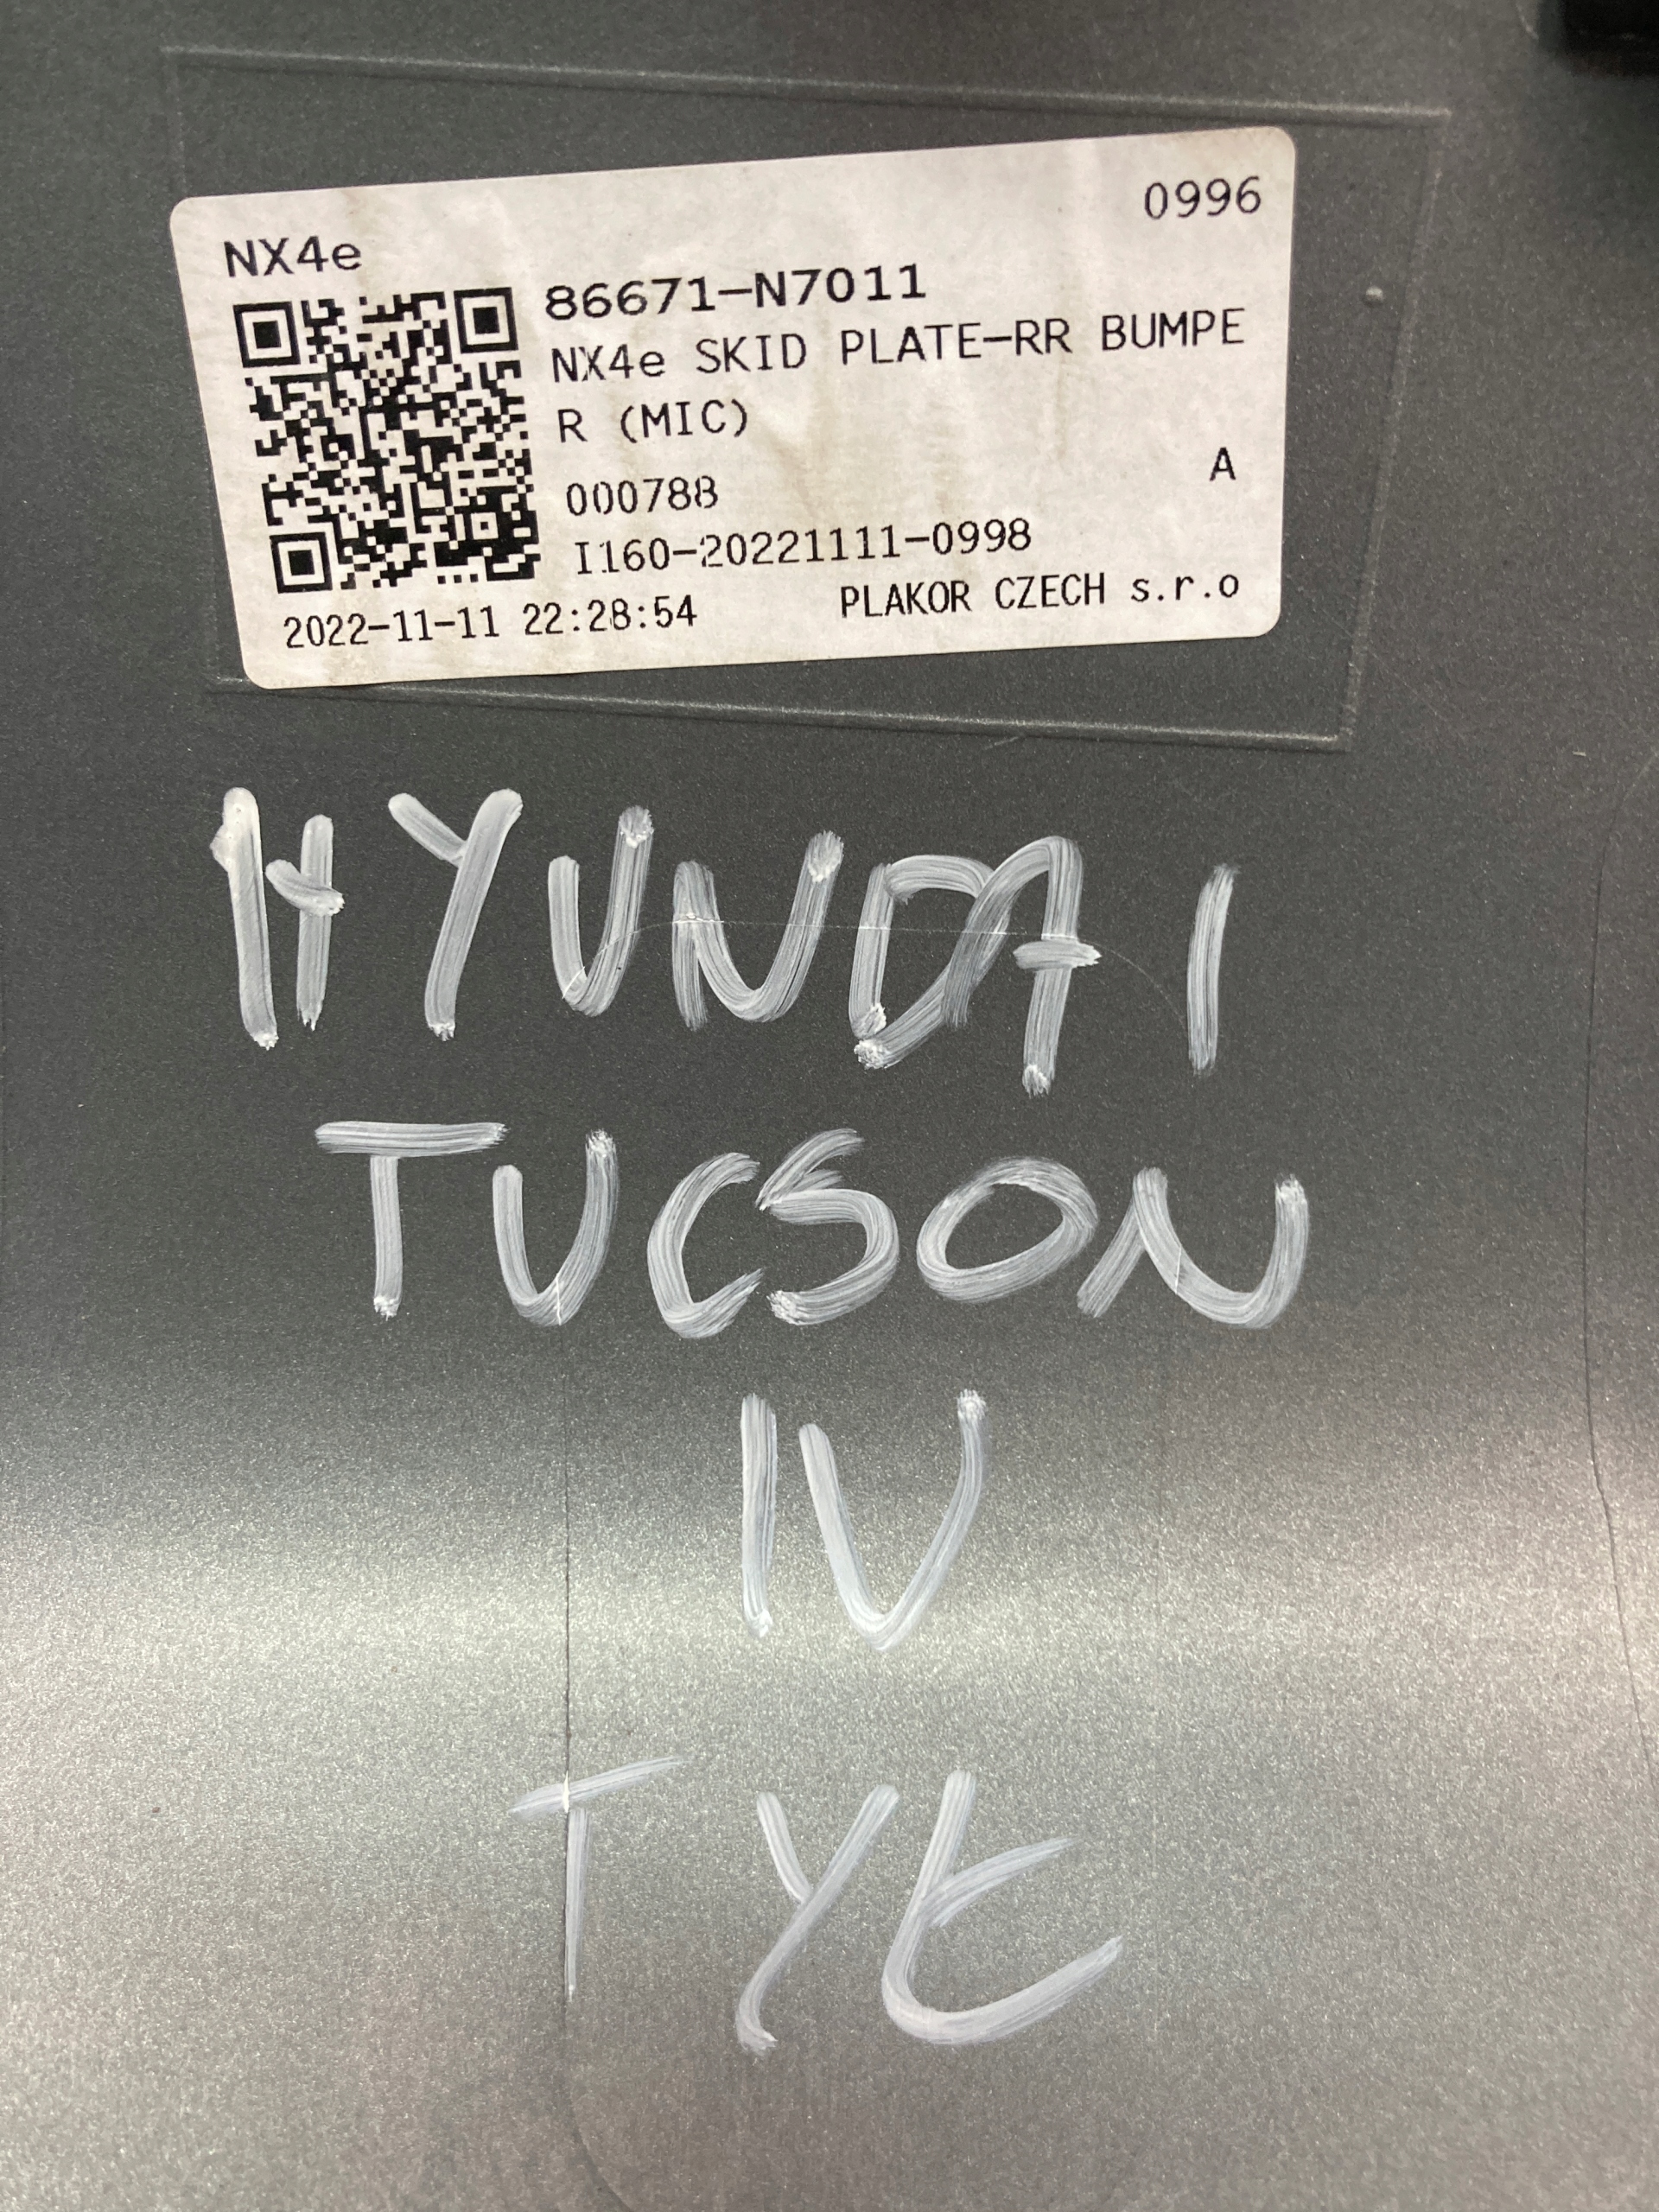 NX4e 0996
86671-N7011
NX4e SKID PLATE-RR BUMPE
R (MIC)
000788 A
I160-20221111-0998
2022-11-11 22:28:54 PLAKOR CZECH s.r.o
HYUNDAI
TUCSON
IV
TYŁ